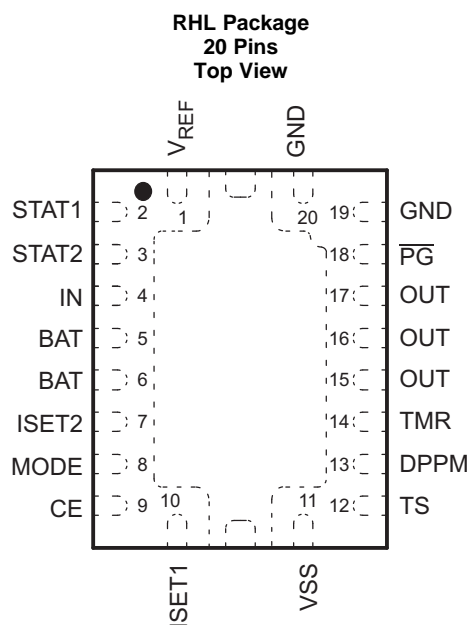 RHL Package
20 Pins
Top View
VREF
GND
STAT1 2 1 20 19 GND
STAT2 3 18 PG
IN 4 17 OUT
BAT 5 16 OUT
BAT 6 15 OUT
ISET2 7 14 TMR
MODE 8 13 DPPM
CE 9 10 11 12 TS
ISET1
VSS